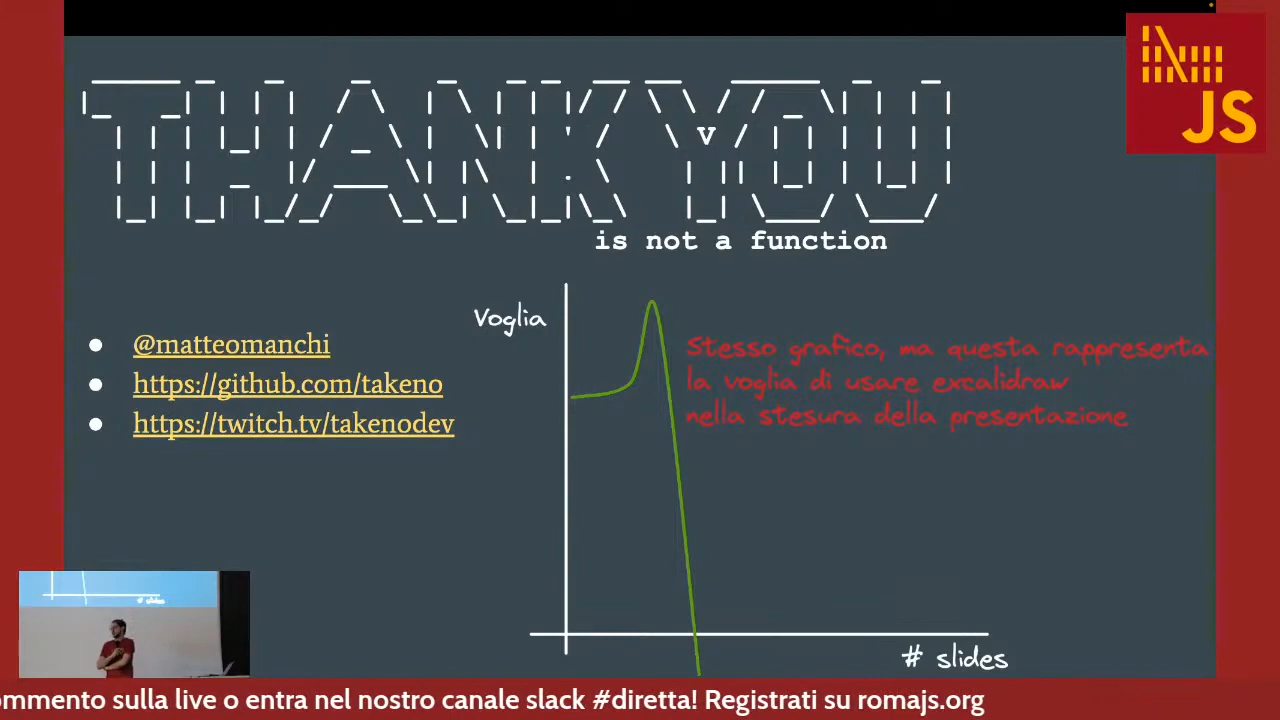 THANK YOU
is not a function
JS
@matteomanchi
https://github.com/takeno
https://twitch.tv/takenodev
Voglia
Stesso grafico, ma questa rappresenta
la voglia di usare excalidraw
nella stesura della presentazione
# slides
# slides
ommento sulla live o entra nel nostro canale slack #diretta! Registrati su romajs.org